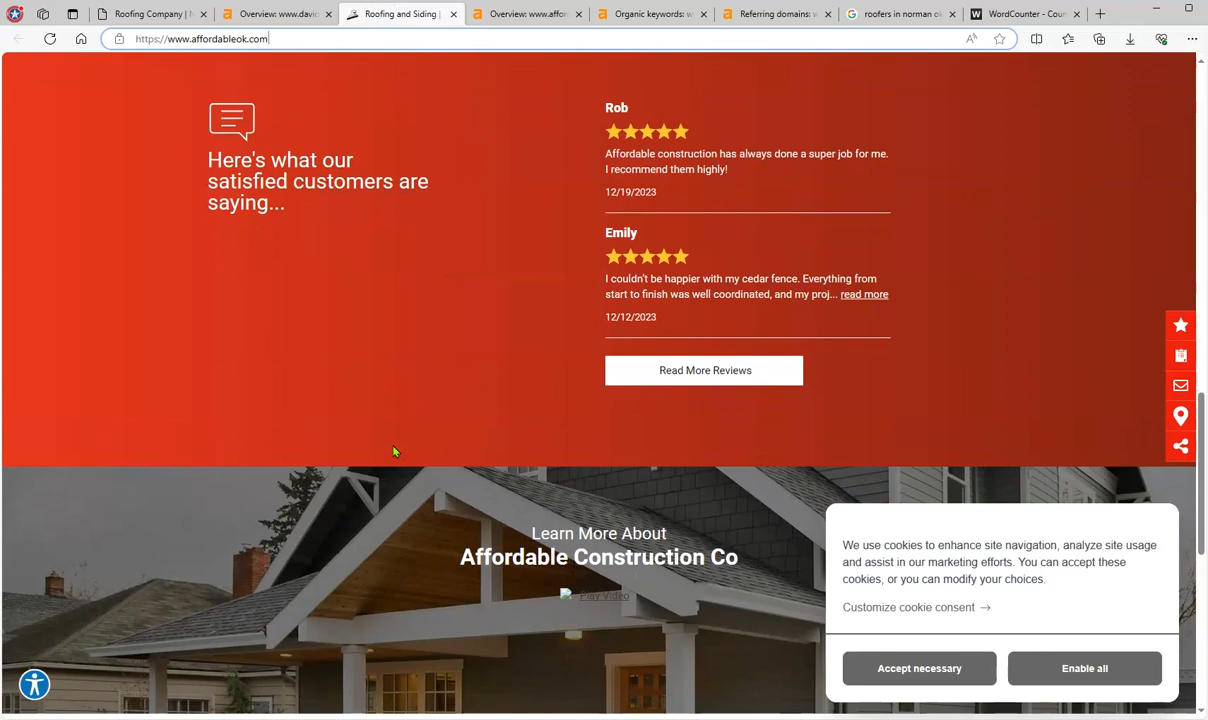 Roofing Company | N
Overview: www.david
Roofing and Siding |
Overview: www.affor
Organic keywords: w
Referring domains: w
roofers in norman ok
WordCounter - Coun
https://www.affordableok.com
Here's what our
satisfied customers are
saying...
Rob
Affordable construction has always done a super job for me.
I recommend them highly!
12/19/2023
Emily
I couldn't be happier with my cedar fence. Everything from
start to finish was well coordinated, and my proj... read more
12/12/2023
Read More Reviews
Learn More About
Affordable Construction Co
Play Video
We use cookies to enhance site navigation, analyze site usage
and assist in our marketing efforts. You can accept these
cookies, or you can modify your choices.
Customize cookie consent →
Accept necessary
Enable all